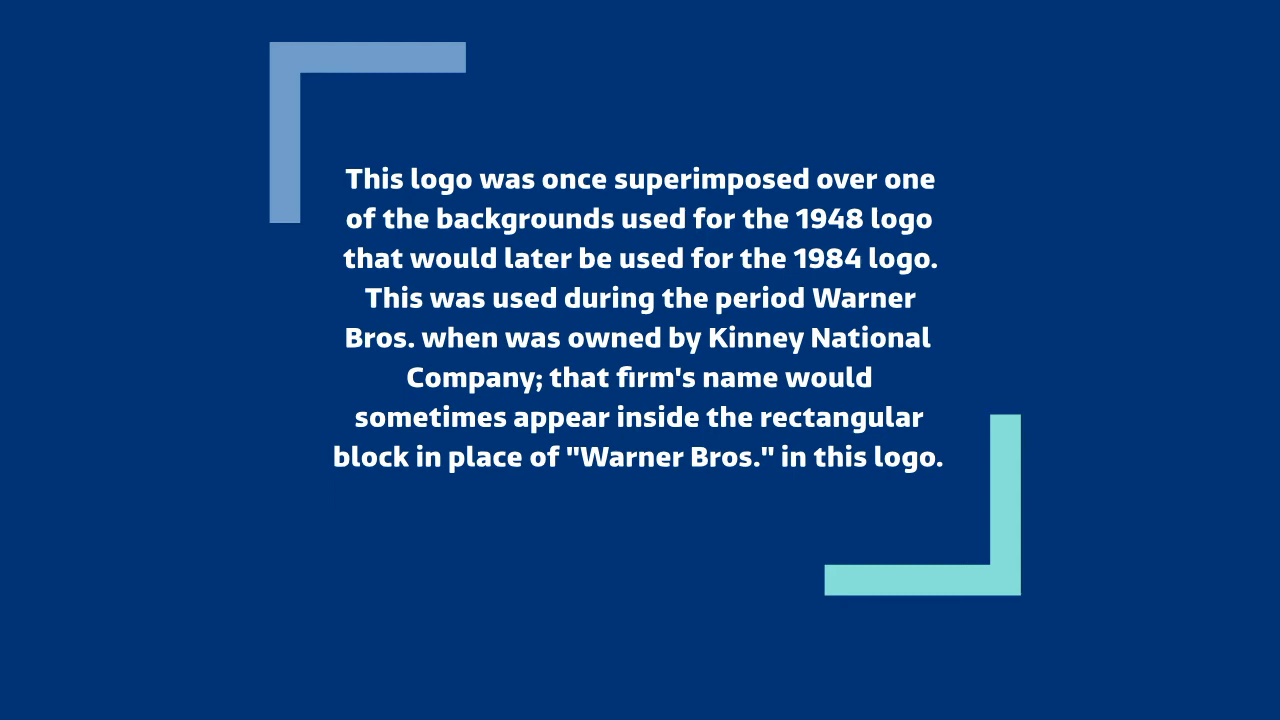 This logo was once superimposed over one
of the backgrounds used for the 1948 logo
that would later be used for the 1984 logo.
This was used during the period Warner
Bros. when was owned by Kinney National
Company; that firm's name would
sometimes appear inside the rectangular
block in place of "Warner Bros." in this logo.